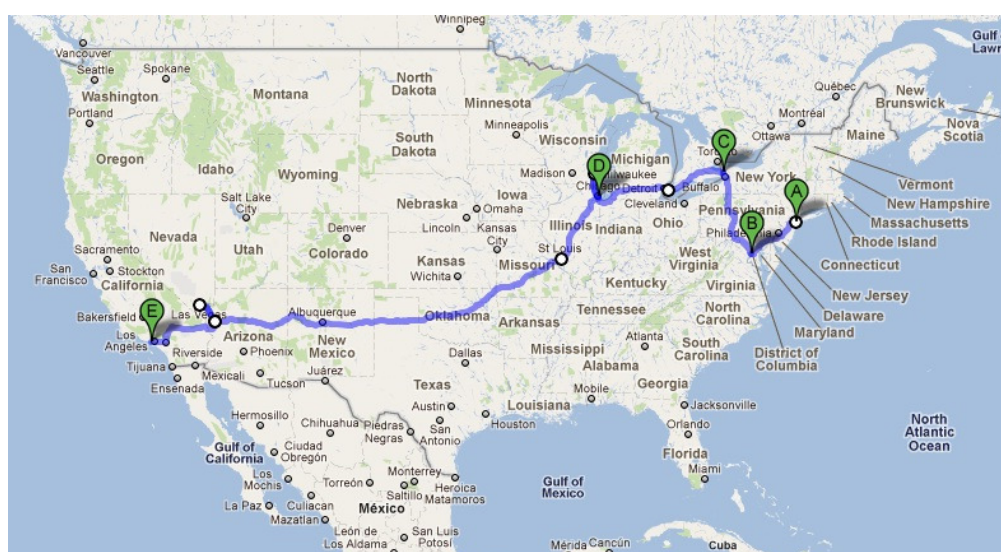 Winnipeg
Gulf of
Lawr
Vancouver
Seattle
Spokane
Washington
Montana
North
Dakota
Québec
New
Brunswick
Nova
Scotia
Portland
Minnesota
Minneapolis
Montréal
Ottawa
Maine
Oregon
Idaho
South
Dakota
Wisconsin
Michigan
Toro
C
New York
Vermont
New Hampshire
Massachusetts
Rhode Island
Connecticut
New Jersey
Delaware
Maryland
District of
Columbia
Wyoming
D
Madison
Milwaukee
Chicago
Detroit
Buffalo
Cleveland
A
Iowa
Omaha
Nebraska
Lincoln
Salt Lake
City
Pennsylvania
Philadelphia
B
Ohio
Illinois
Indiana
Nevada
Utah
Denver
Colorado
Kansas
City
Kansas
Wichita
St Louis
Missouri
West
Virginia
Virginia
Sacramento
Stockton
San
Francisco
California
Kentucky
North
Carolina
Bakersfield
E
Las Vegas
Los
Angeles
Riverside
Albuquerque
New
Mexico
Arizona
Phoenix
Oklahoma
Arkansas
Tennessee
South
Carolina
Atlanta
Tijuana
Mexicali
Ensenada
Tucson
Juárez
Dallas
Mississippi
Alabama
Georgia
Texas
Louisiana
Mobile
Jacksonville
Hermosillo
Chihuahua
Piedras
Negras
Austin
San
Antonio
Houston
Orlando
Florida
North
Atlantic
Ocean
Gulf of
California
Ciudad
Obregón
Los
Mochis
Torreón
Monterrey
Saltillo
Heroica
Matamoros
Gulf of
Mexico
Miami
La Paz
Culiacan
Mazatlan
México
León de
Los Aldama
San Luis
Potosí
Mérida
Cancún
Cuba